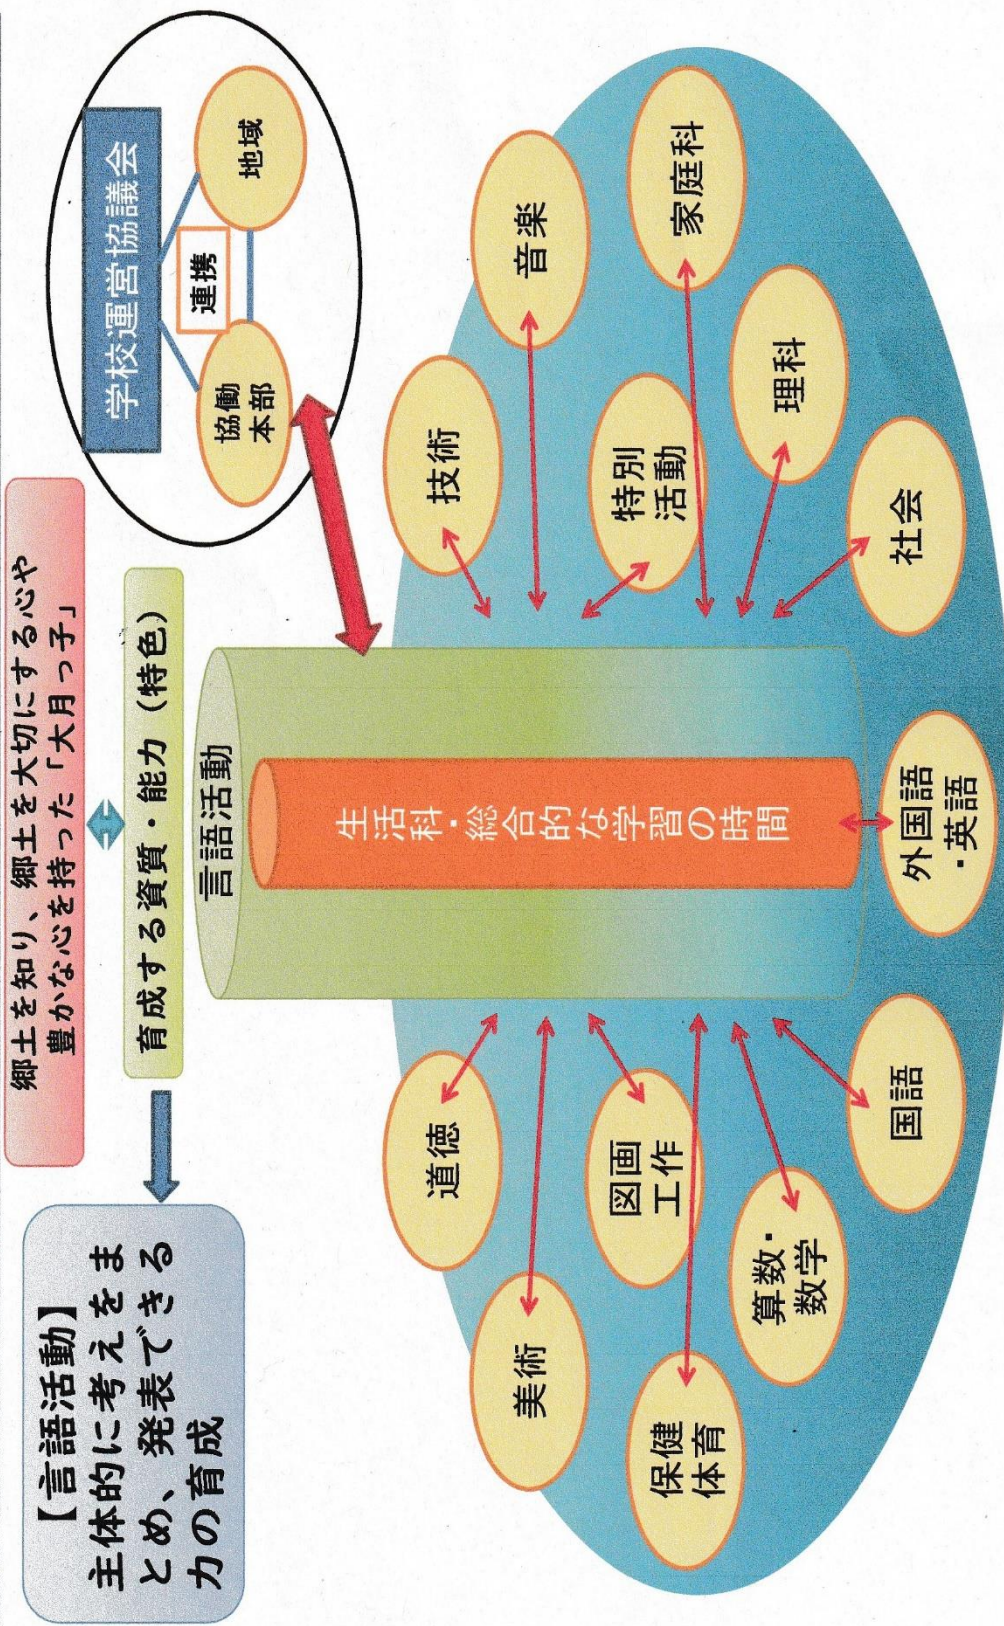 郷土を知り、郷土を大切にする心や
豊かな心を持った「大月っ子」
育成する資質・能力（特色）
【言語活動】
主体的に考えをま
とめ、発表できる
力の育成
学校運営協議会
連携
協働
本部
地域
言語活動
生活科・総合的な学習の時間
道徳
美術
図画
工作
保健
体育
算数・
数学
国語
外国語
・英語
技術
音楽
特別
活動
家庭科
理科
社会